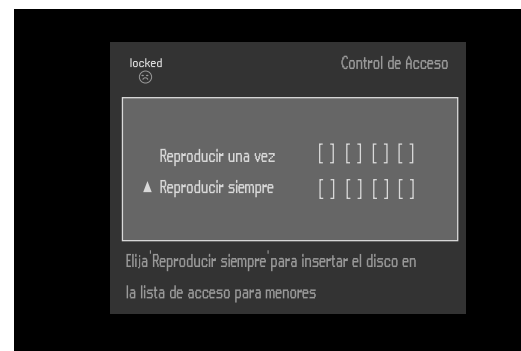 locked
Control de Acceso
Reproducir una vez [ ] [ ] [ ] [ ]
▲ Reproducir siempre [ ] [ ] [ ] [ ]
Elija 'Reproducir siempre' para insertar el disco en
la lista de acceso para menores